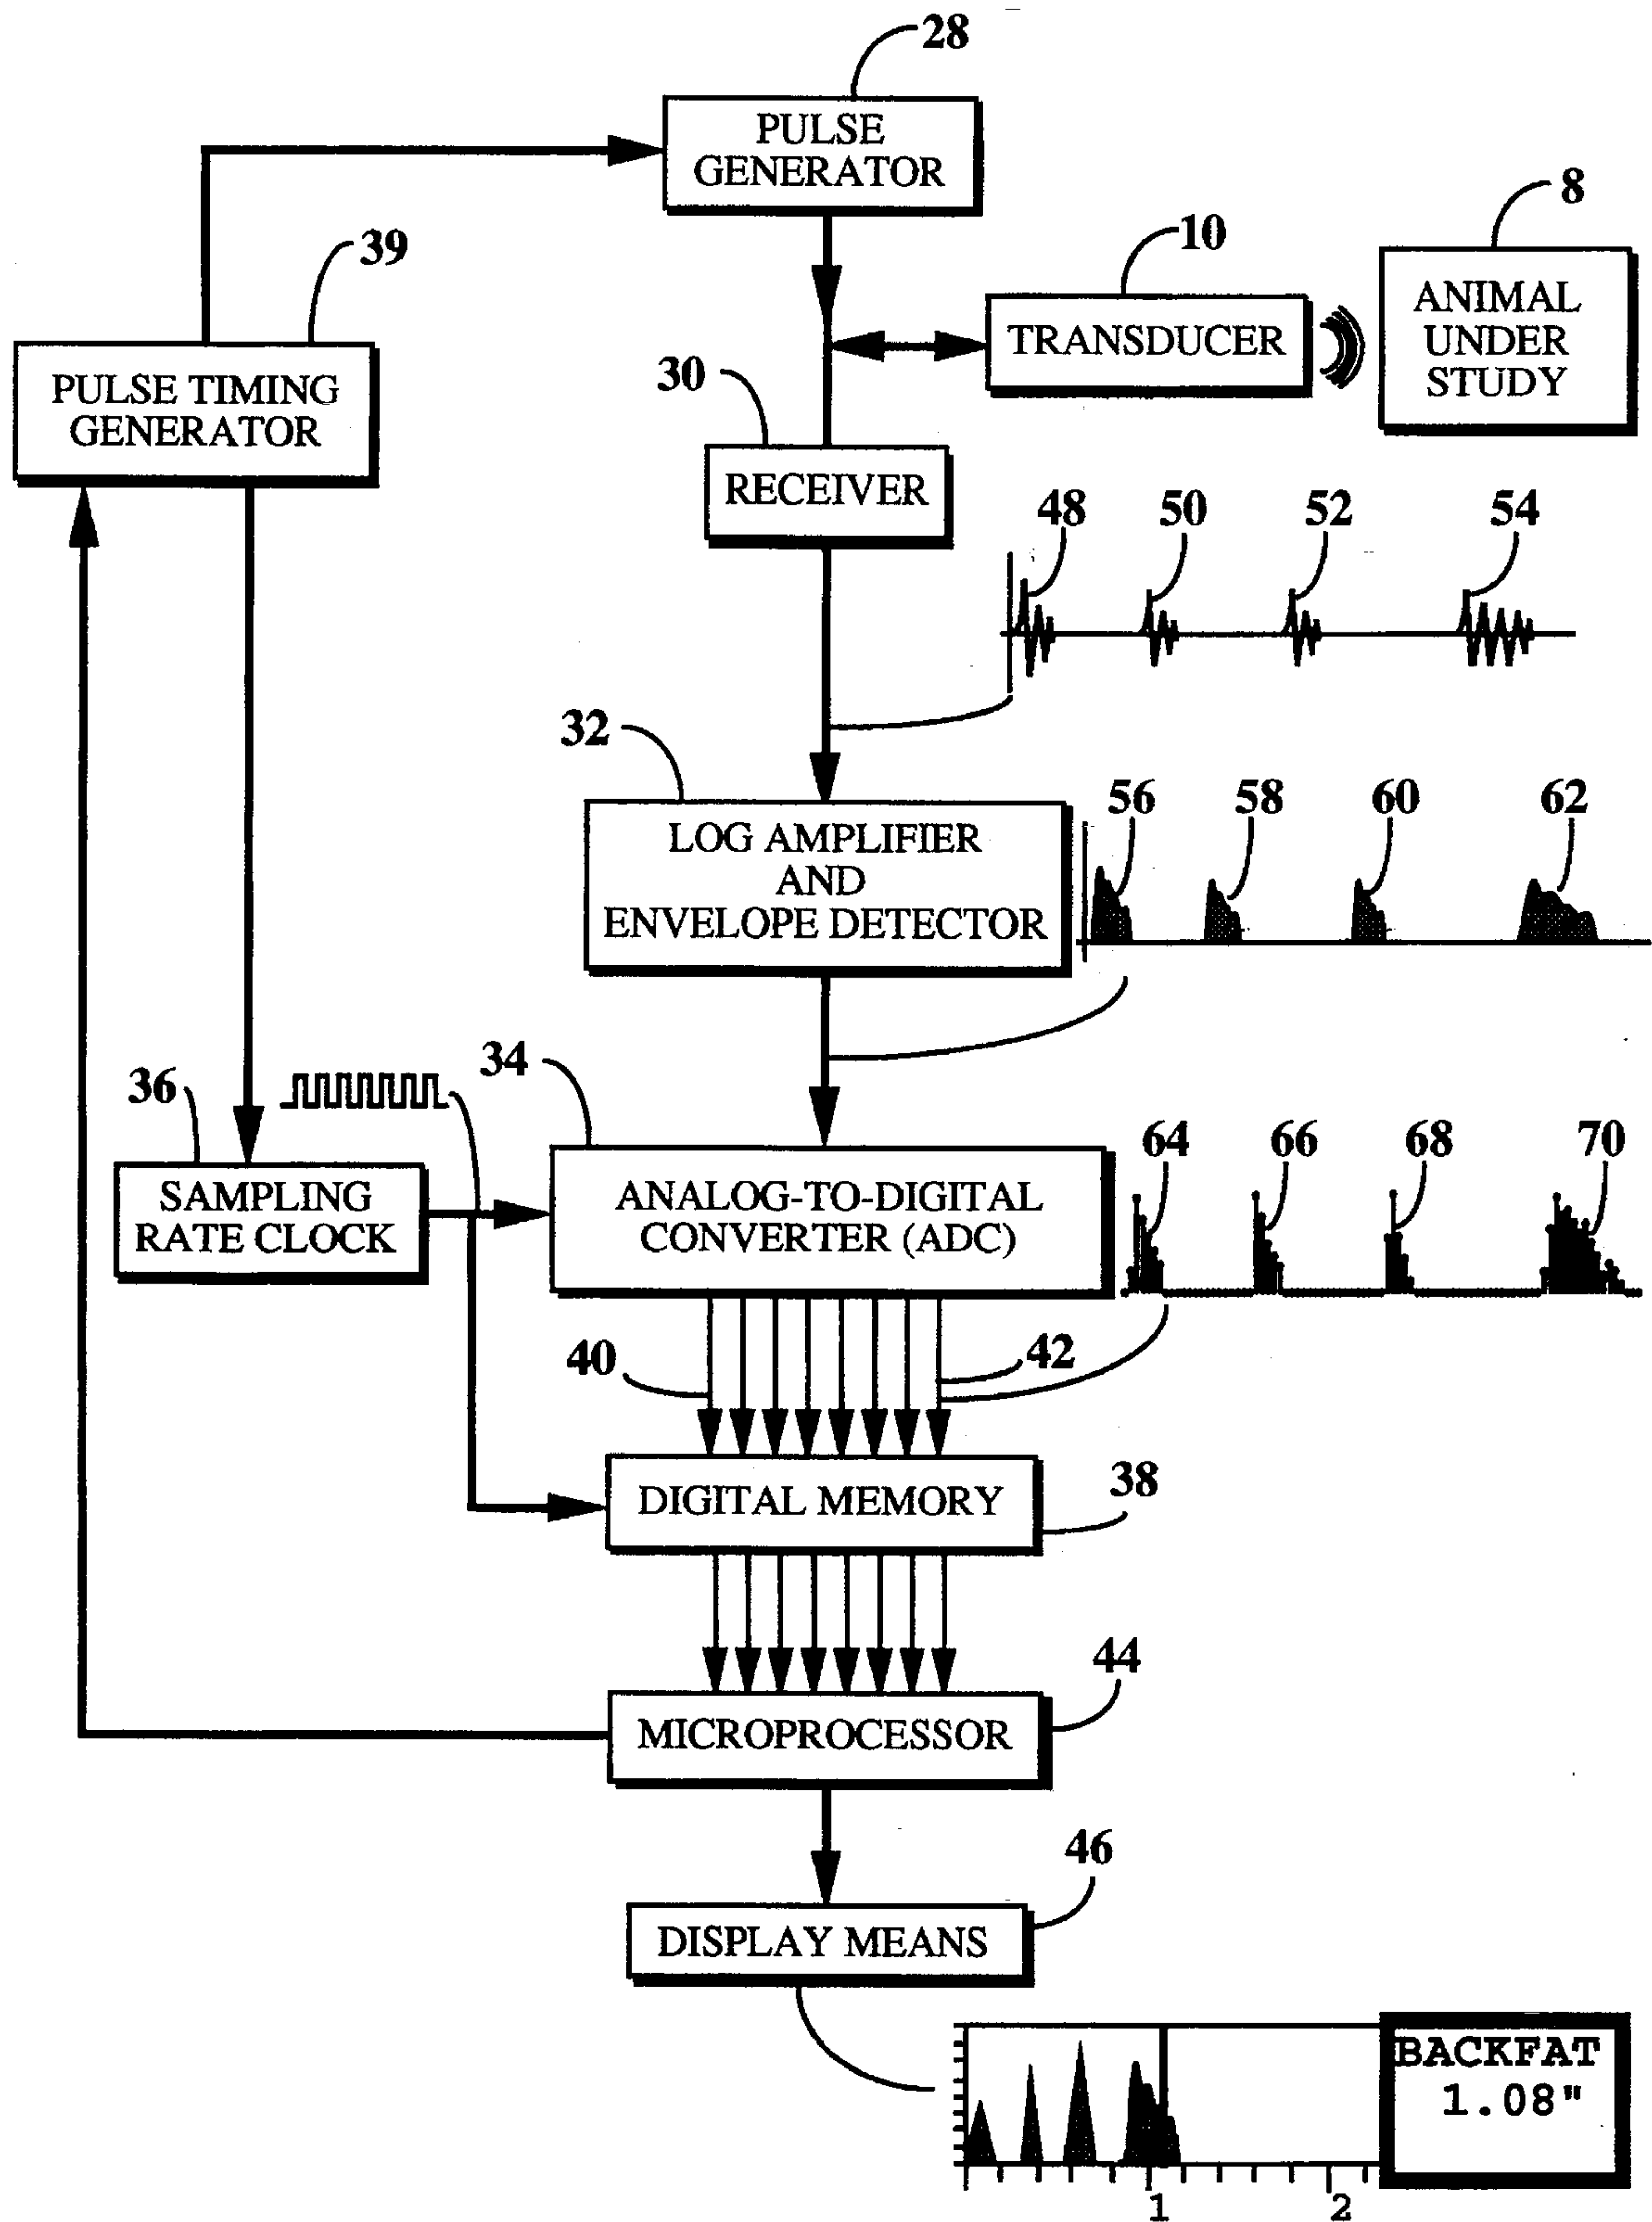 28
PULSE
GENERATOR
8
10
39
ANIMAL
UNDER
STUDY
TRANSDUCER
PULSE TIMING
GENERATOR
30
RECEIVER
48
50
52
54
32
56
58
60
62
LOG AMPLIFIER
AND
ENVELOPE DETECTOR
34
36
64
66
68
70
SAMPLING
RATE CLOCK
ANALOG-TO-DIGITAL
CONVERTER (ADC)
40
42
38
DIGITAL MEMORY
44
MICROPROCESSOR
46
DISPLAY MEANS
BACKFAT
1.08"
1
2